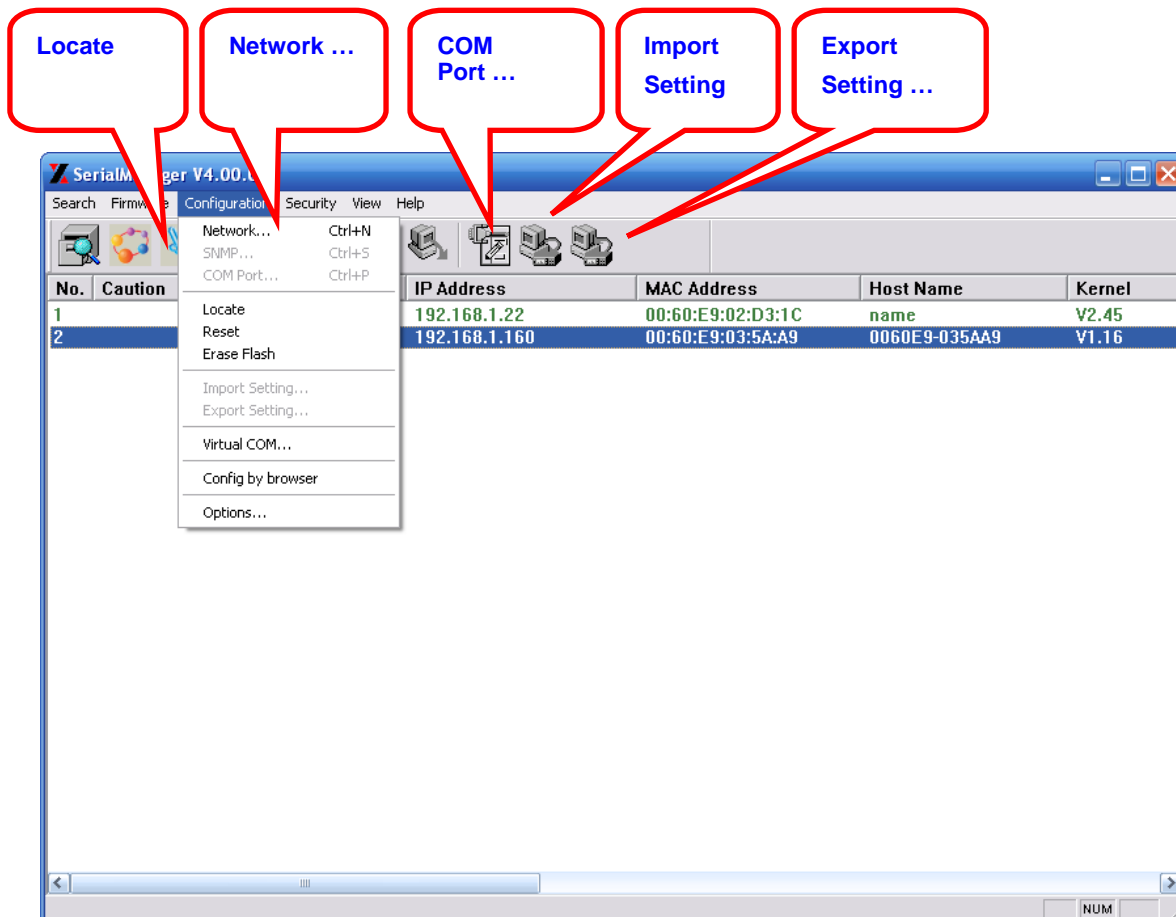 Locate
Network …
COM
Port …
Import
Setting
Export
Setting …
Search Configuration Security View Help
Network... Ctrl+N
SNMP... Ctrl+S
COM Port... Ctrl+P
Locate
Reset
Erase Flash
Import Setting...
Export Setting...
Virtual COM...
Config by browser
Options...
No. Caution IP Address MAC Address Host Name Kernel
1 192.168.1.22 00:60:E9:02:D3:1C name V2.45
2 192.168.1.160 00:60:E9:03:5A:A9 0060E9-035AA9 V1.16
NUM